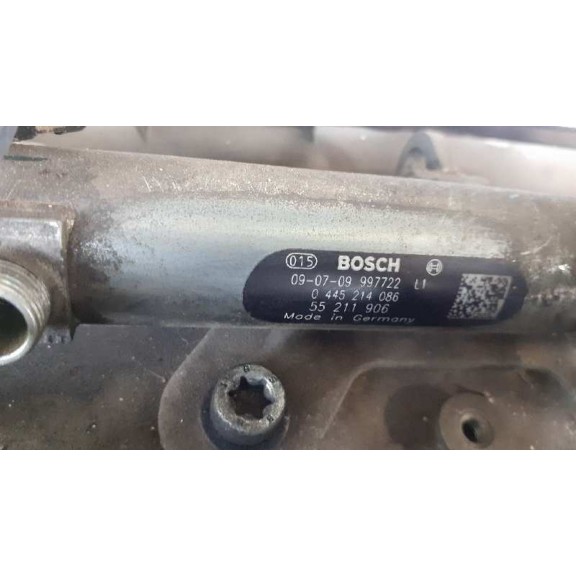 015 BOSCH
09-07-09 997722 L1
0 445 214 086
55 211 906
Made in Germany